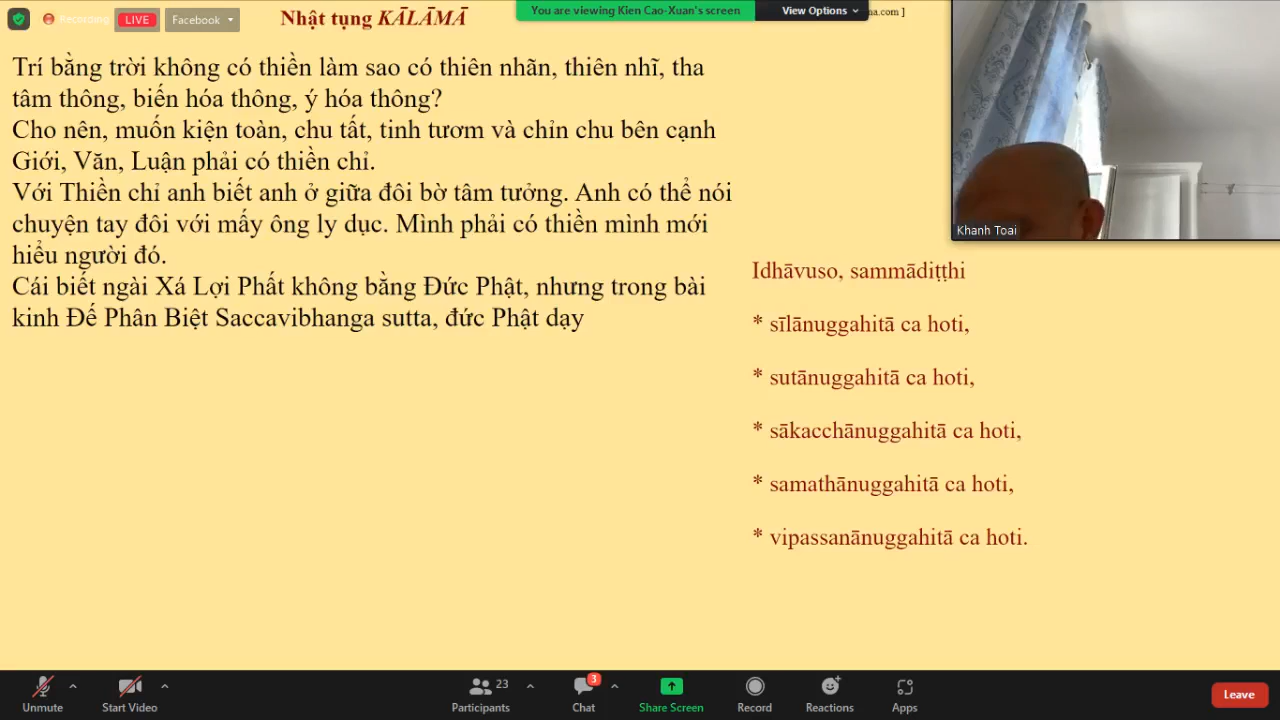 Recording
LIVE
Facebook
Nhật tụng KĀLĀMĀ
You are viewing Kien Cao-Xuan's screen
View Options
na.com ]
Trí bằng trời không có thiền làm sao có thiên nhãn, thiên nhĩ, tha
tâm thông, biến hóa thông, ý hóa thông?
Cho nên, muốn kiện toàn, chu tất, tinh tươm và chỉn chu bên cạnh
Giới, Văn, Luận phải có thiền chỉ.
Với Thiền chỉ anh biết anh ở giữa đôi bờ tâm tưởng. Anh có thể nói
chuyện tay đôi với mấy ông ly dục. Mình phải có thiền mình mới
hiểu người đó.
Cái biết ngài Xá Lợi Phất không bằng Đức Phật, nhưng trong bài
kinh Đế Phân Biệt Saccavibhanga sutta, đức Phật dạy
Khanh Toai
Idhāvuso, sammādiṭṭhi
* sīlānuggahitā ca hoti,
* sutānuggahitā ca hoti,
* sākacchānuggahitā ca hoti,
* samathānuggahitā ca hoti,
* vipassanānuggahitā ca hoti.
Unmute
Start Video
23
Participants
3
Chat
Share Screen
Record
Reactions
Apps
Leave